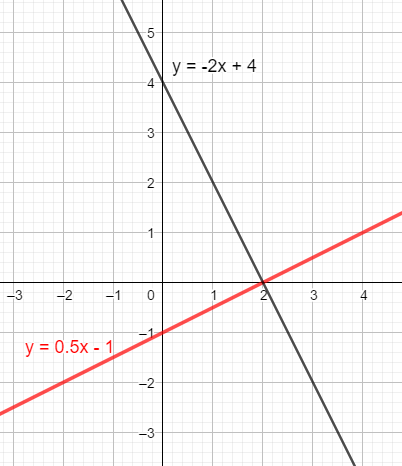 5
y = -2x + 4
4
3
2
1
–3 –2 –1 0 1 2 3 4
–1
y = 0.5x - 1
–2
–3